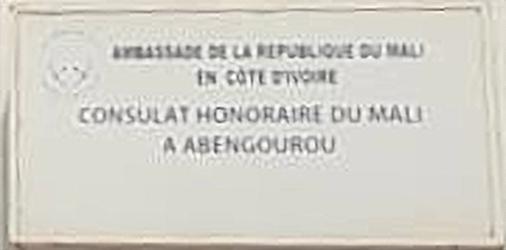 AMBASSADE DE LA REPUBLIQUE DU MALI
EN CÔTE D'IVOIRE
CONSULAT HONORAIRE DU MALI
A ABENGOUROU